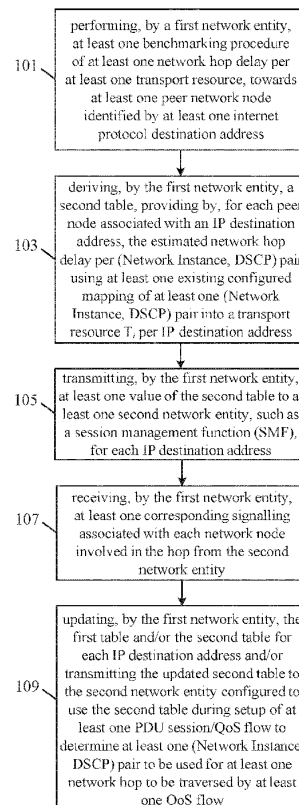 performing, by a first network entity,
at least one benchmarking procedure
of at least one network hop delay per
at least one transport resource, towards
at least one peer network node
identified by at least one internet
protocol destination address
101
deriving, by the first network entity, a
second table, providing by, for each peer
node associated with an IP destination
address, the estimated network hop
delay per (Network Instance, DSCP) pair
using at least one existing configured
mapping of at least one (Network
Instance, DSCP) pair into a transport
resource Ti per IP destination address
103
transmitting, by the first network entity,
at least one value of the second table to a
least one second network entity, such as
a session management function (SMF),
for each IP destination address
105
receiving, by the first network entity,
at least one corresponding signalling
associated with each network node
involved in the hop from the second
network entity
107
updating, by the first network entity, the
first table and/or the second table for
each IP destination address and/or
transmitting the updated second table to
the second network entity configured to
use the second table during setup of at
least one PDU session/QoS flow to
determine at least one (Network Instance
DSCP) pair to be used for at least one
network hop to be traversed by at least
one QoS flow
109